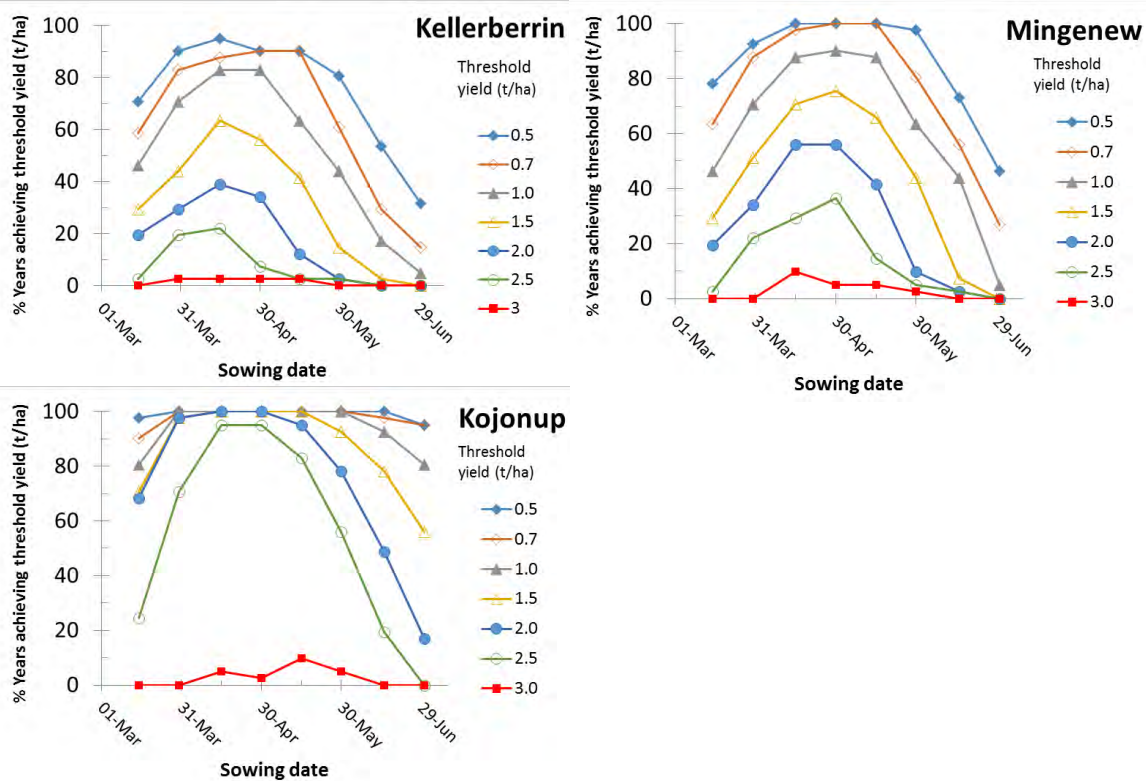 Kellerberrin
% Years achieving threshold yield (t/ha)
100
80
60
40
20
0
01-Mar
31-Mar
30-Apr
30-May
29-Jun
Sowing date
Threshold
yield (t/ha)
0.5
0.7
1.0
1.5
2.0
2.5
3
Mingenew
% Years achieving threshold yield (t/ha)
100
80
60
40
20
0
01-Mar
31-Mar
30-Apr
30-May
29-Jun
Sowing date
Threshold
yield (t/ha)
0.5
0.7
1.0
1.5
2.0
2.5
3.0
Kojonup
% Years achieving threshold yield (t/ha)
100
80
60
40
20
0
01-Mar
31-Mar
30-Apr
30-May
29-Jun
Sowing date
Threshold
yield (t/ha)
0.5
0.7
1.0
1.5
2.0
2.5
3.0